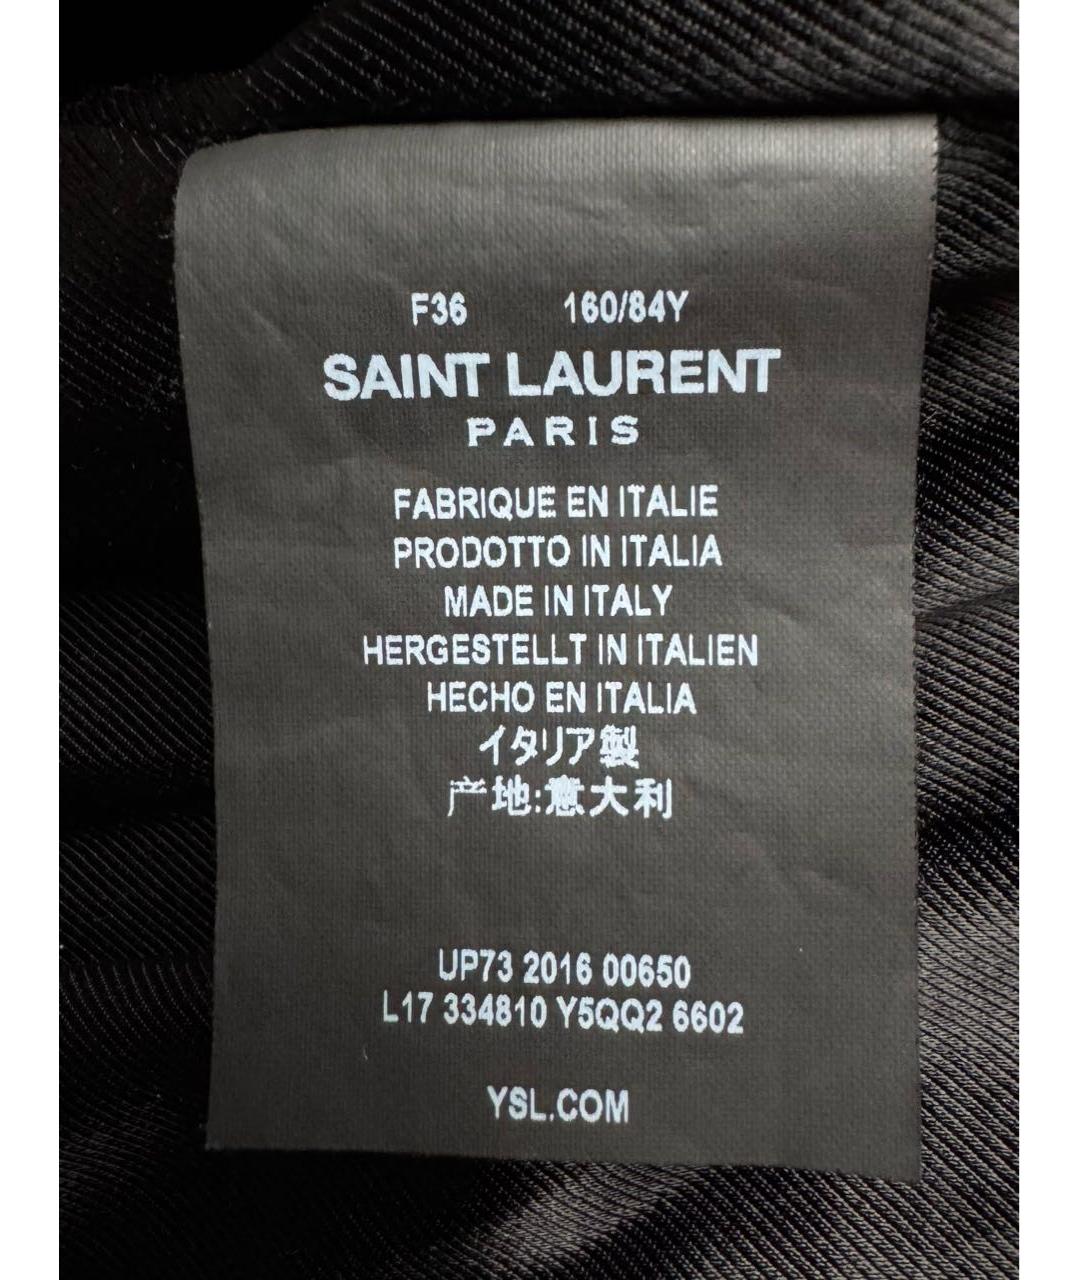 F36 160/84Y
SAINT LAURENT
PARIS
FABRIQUE EN ITALIE
PRODOTTO IN ITALIA
MADE IN ITALY
HERGESTELLT IN ITALIEN
HECHO EN ITALIA
イタリア製
产地:意大利
UP73 2016 00650
L17 334810 Y5QQ2 6602
YSL.COM